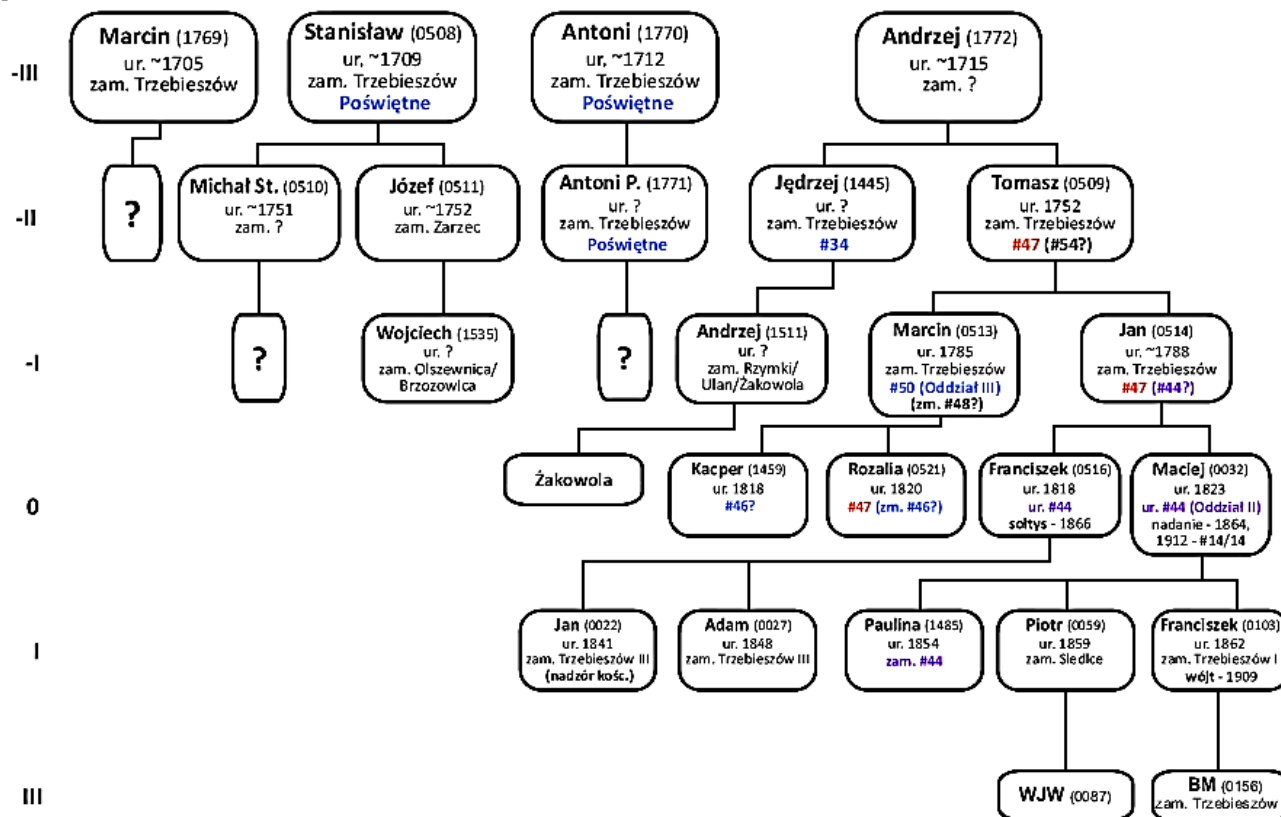 -III
Marcin (1769)
ur. ~1705
zam. Trzebieszów
Stanisław (0508)
ur, ~1709
zam. Trzebieszów
Poświętne
Antoni (1770)
ur. ~1712
zam. Trzebieszów
Poświętne
Andrzej (1772)
ur. ~1715
zam. ?
-II
?
Michał St. (0510)
ur. ~1751
zam. ?
Józef (0511)
ur. ~1752
zam. Zarzec
Antoni P. (1771)
ur. ?
zam. Trzebieszów
Poświętne
Jędrzej (1445)
ur. ?
zam. Trzebieszów
#34
Tomasz (0509)
ur. 1752
zam. Trzebieszów
#47 (#54?)
-I
?
Wojciech (1535)
ur. ?
zam. Olszewnica/
Brzozowica
?
Andrzej (1511)
ur. ?
zam. Rzymki/
Ulan/Żakowola
Marcin (0513)
ur. 1785
zam. Trzebieszów
#50 (Oddział III)
(zm. #48?)
Jan (0514)
ur. ~1788
zam. Trzebieszów
#47 (#44?)
0
Żakowola
Kacper (1459)
ur. 1818
#46?
Rozalia (0521)
ur. 1820
#47 (zm. #46?)
Franciszek (0516)
ur. 1818
ur. #44
sołtys - 1866
Maciej (0032)
ur. 1823
ur. #44 (Oddział II)
nadanie - 1864,
1912 - #14/14
I
Jan (0022)
ur. 1841
zam. Trzebieszów III
(nadzór kośc.)
Adam (0027)
ur. 1848
zam. Trzebieszów III
Paulina (1485)
ur. 1854
zam. #44
Piotr (0059)
ur. 1859
zam. Siedlce
Franciszek (0103)
ur. 1862
zam. Trzebieszów I
wójt - 1909
III
WJW (0087)
BM (0156)
zam. Trzebieszów